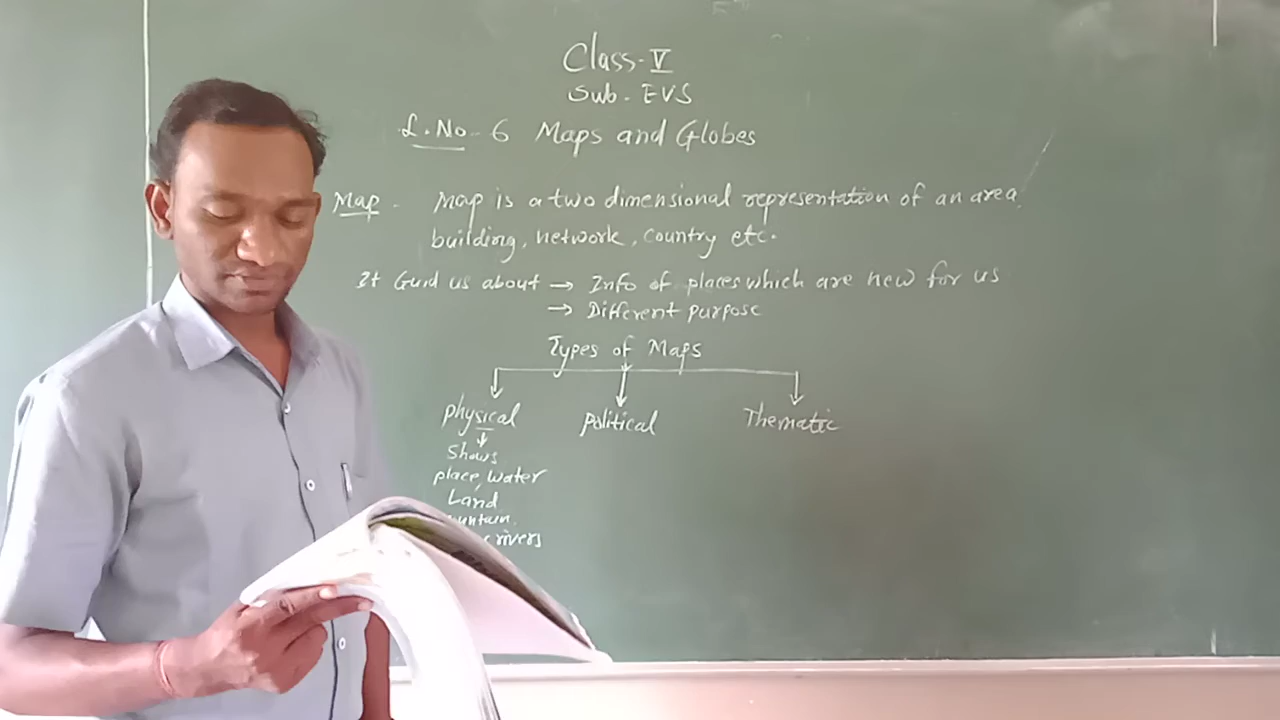 Class-V
Sub-EVS
L.No-6 Maps and Globes
Map - Map is a two dimensional representation of an area,
building, network, country etc.
It Guid us about → Info of places which are new for us
→ Different purpose
Types of Maps
Physical Political Thematic
↓
Shows
place, water
Land
rivers